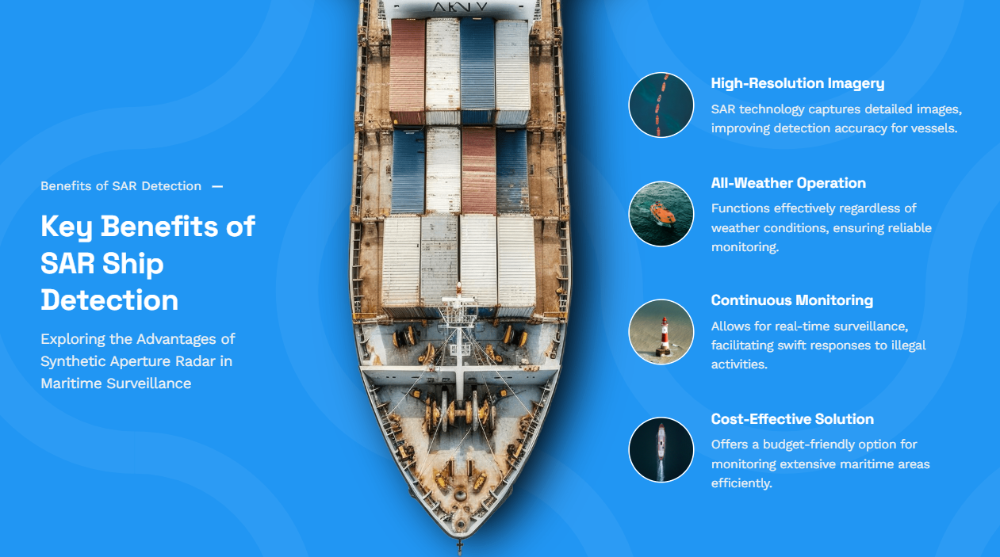 Benefits of SAR Detection —
Key Benefits of
SAR Ship
Detection
Exploring the Advantages of
Synthetic Aperture Radar in
Maritime Surveillance
High-Resolution Imagery
SAR technology captures detailed images,
improving detection accuracy for vessels.
All-Weather Operation
Functions effectively regardless of
weather conditions, ensuring reliable
monitoring.
Continuous Monitoring
Allows for real-time surveillance,
facilitating swift responses to illegal
activities.
Cost-Effective Solution
Offers a budget-friendly option for
monitoring extensive maritime areas
efficiently.